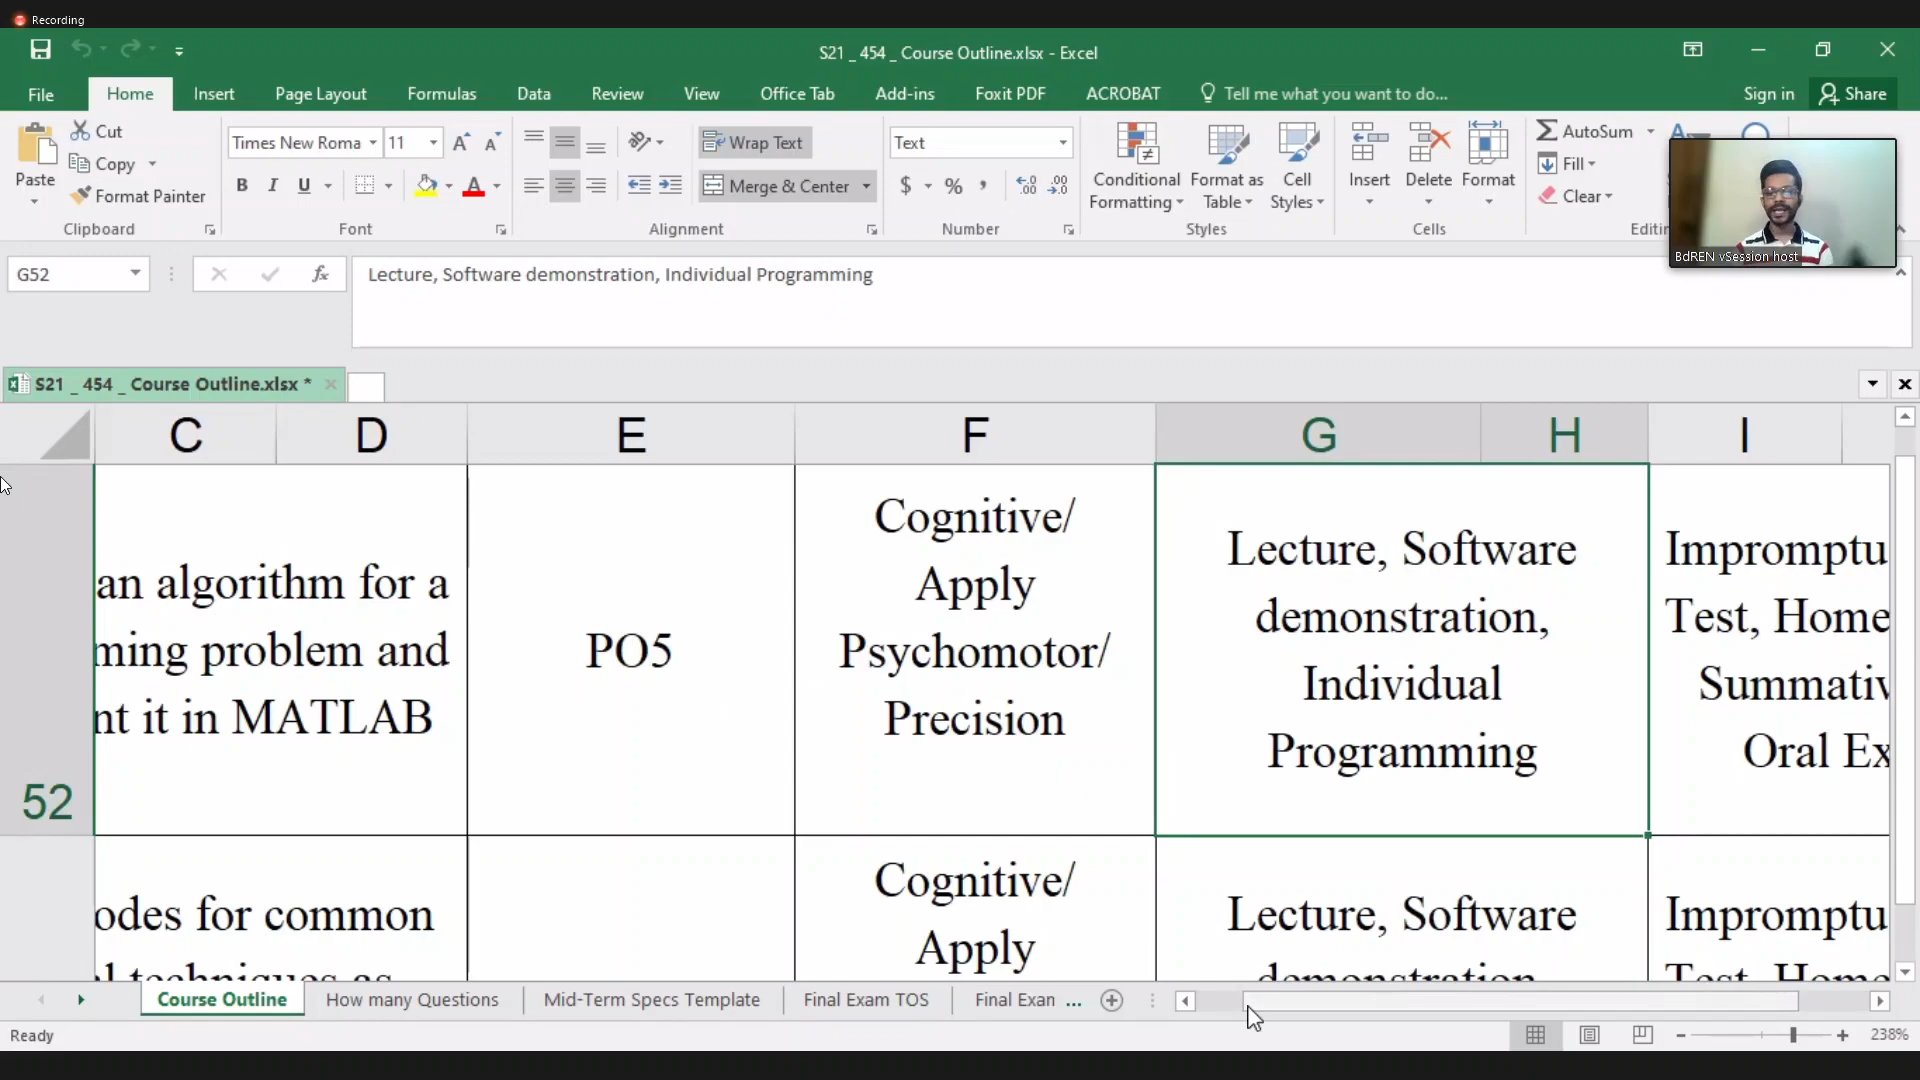 Recording
S21 _ 454 _ Course Outline.xlsx - Excel
File Home Insert Page Layout Formulas Data Review View Office Tab Add-ins Foxit PDF ACROBAT Tell me what you want to do... Sign in Share
Paste
Cut
Copy
Format Painter
Clipboard
Times New Roma 11
B I U
Font
Wrap Text
Merge & Center
Alignment
Text
$ % ,
Number
Conditional Formatting
Format as Table
Cell Styles
Styles
Insert Delete Format
Cells
AutoSum
Fill
Clear
BdREN vSession host
G52
fx
Lecture, Software demonstration, Individual Programming
S21 _ 454 _ Course Outline.xlsx *
C D E F G H I
52
an algorithm for a
ming problem and
nt it in MATLAB
PO5
Cognitive/
Apply
Psychomotor/
Precision
Lecture, Software
demonstration,
Individual
Programming
Impromptu
Test, Home
Summativ
Oral Ex
odes for common
techniques as
Cognitive/
Apply
Lecture, Software
demonstration
Impromptu
Test, Home
Course Outline How many Questions Mid-Term Specs Template Final Exam TOS Final Exan ...
Ready
238%